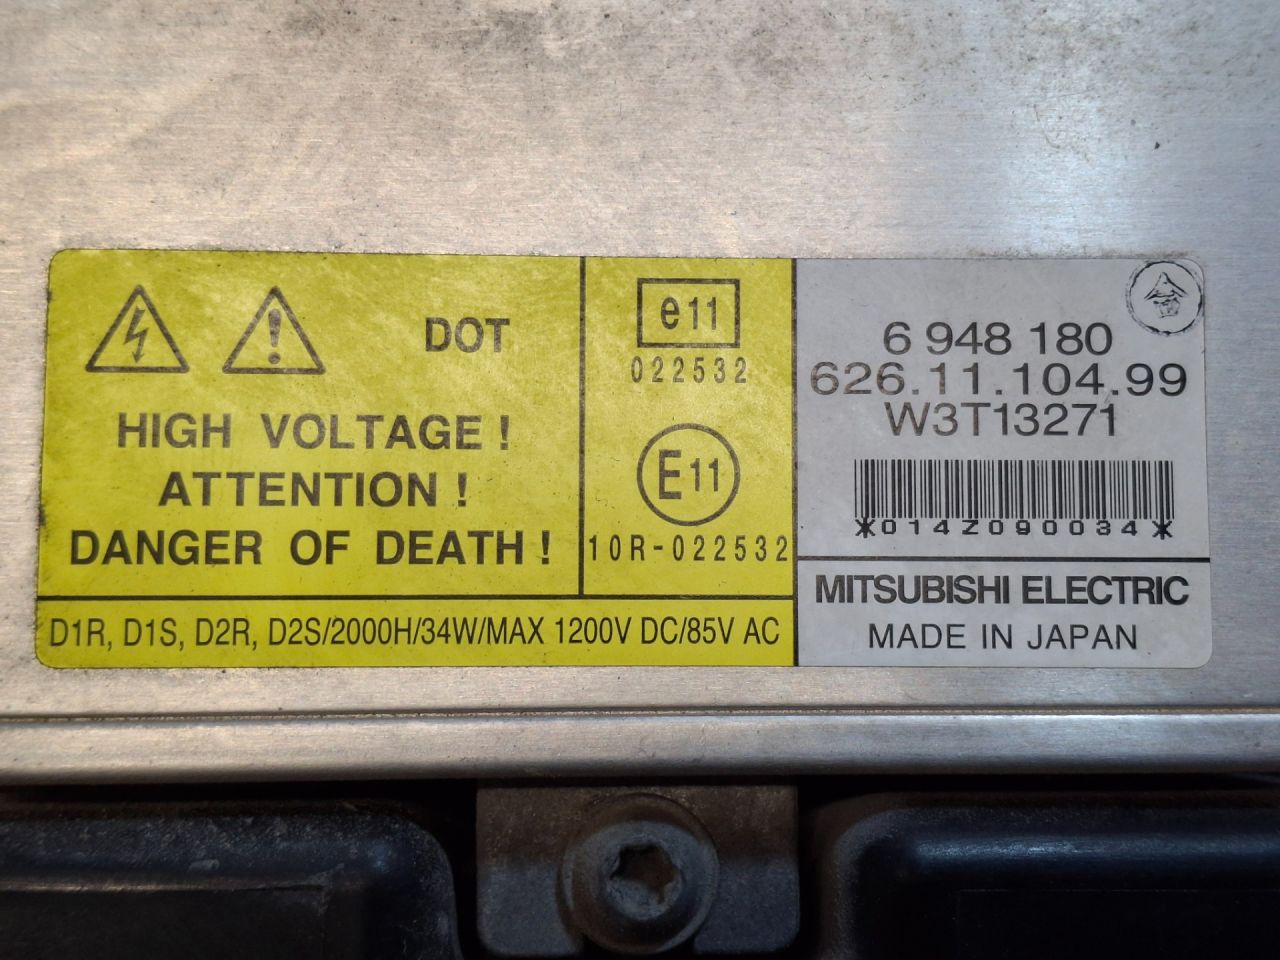 DOT
HIGH VOLTAGE !
ATTENTION !
DANGER OF DEATH !
D1R, D1S, D2R, D2S/2000H/34W/MAX 1200V DC/85V AC
e11
022532
E11
10R-022532
6 948 180
626.11.104.99
W3T13271
*014Z090034*
MITSUBISHI ELECTRIC
MADE IN JAPAN